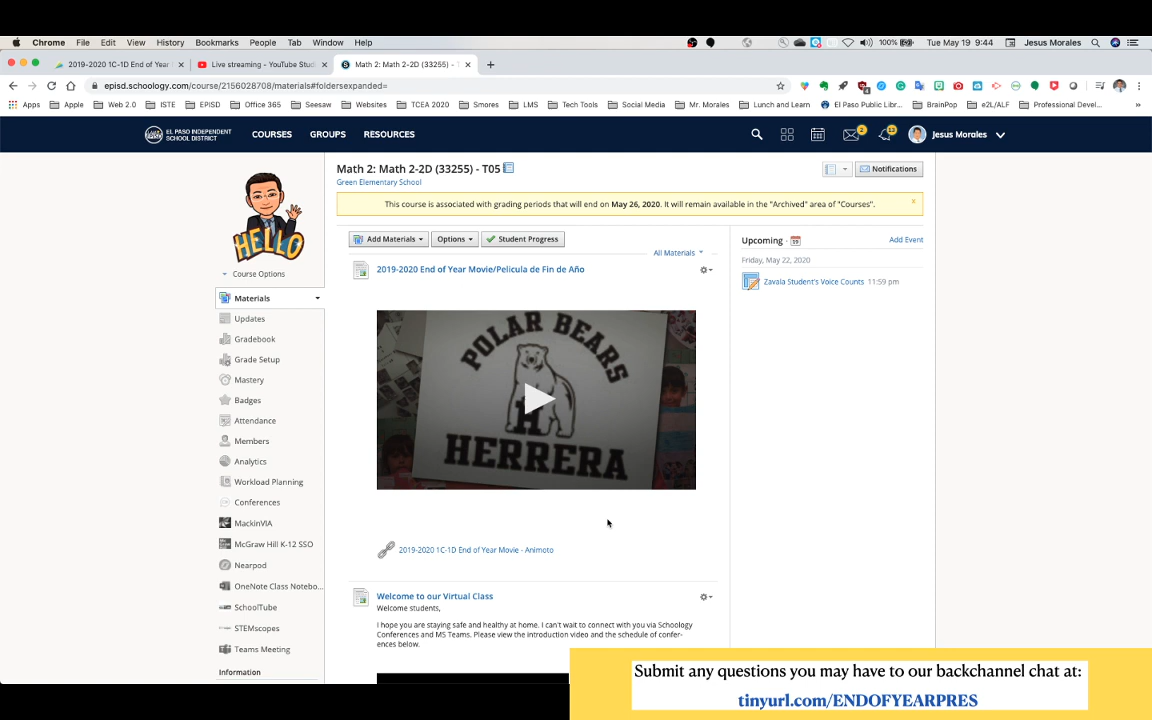 Chrome File Edit View History Bookmarks People Tab Window Help 100% Tue May 19 9:44 Jesus Morales
2019-2020 1C-1D End of Year Live streaming - YouTube Stud Math 2: Math 2-2D (33255) - T
episd.schoology.com/course/2156028708/materials#foldersexpanded=
Apps Apple Web 2.0 ISTE EPISD Office 365 Seesaw Websites TCEA 2020 Smores LMS Tech Tools Social Media Mr. Morales Lunch and Learn El Paso Public Libr... BrainPop e2L/ALF Professional Devel...
EL PASO INDEPENDENT
SCHOOL DISTRICT
COURSES GROUPS RESOURCES 2 13 Jesus Morales
Math 2: Math 2-2D (33255) - T05
Green Elementary School
Notifications
This course is associated with grading periods that will end on May 26, 2020. It will remain available in the "Archived" area of "Courses". x
HELLO
Course Options
Materials
Updates
Gradebook
Grade Setup
Mastery
Badges
Attendance
Members
Analytics
Workload Planning
Conferences
MackinVIA
McGraw Hill K-12 SSO
Nearpod
OneNote Class Notebo...
SchoolTube
STEMscopes
Teams Meeting
Information
Add Materials Options Student Progress
All Materials
2019-2020 End of Year Movie/Pelicula de Fin de Año
POLAR BEARS
H
HERRERA
2019-2020 1C-1D End of Year Movie - Animoto
Welcome to our Virtual Class
Welcome students,
I hope you are staying safe and healthy at home. I can't wait to connect with you via Schoology
Conferences and MS Teams. Please view the introduction video and the schedule of confer-
ences below.
Upcoming Add Event
Friday, May 22, 2020
Zavala Student's Voice Counts 11:59 pm
Submit any questions you may have to our backchannel chat at:
tinyurl.com/ENDOFYEARPRES